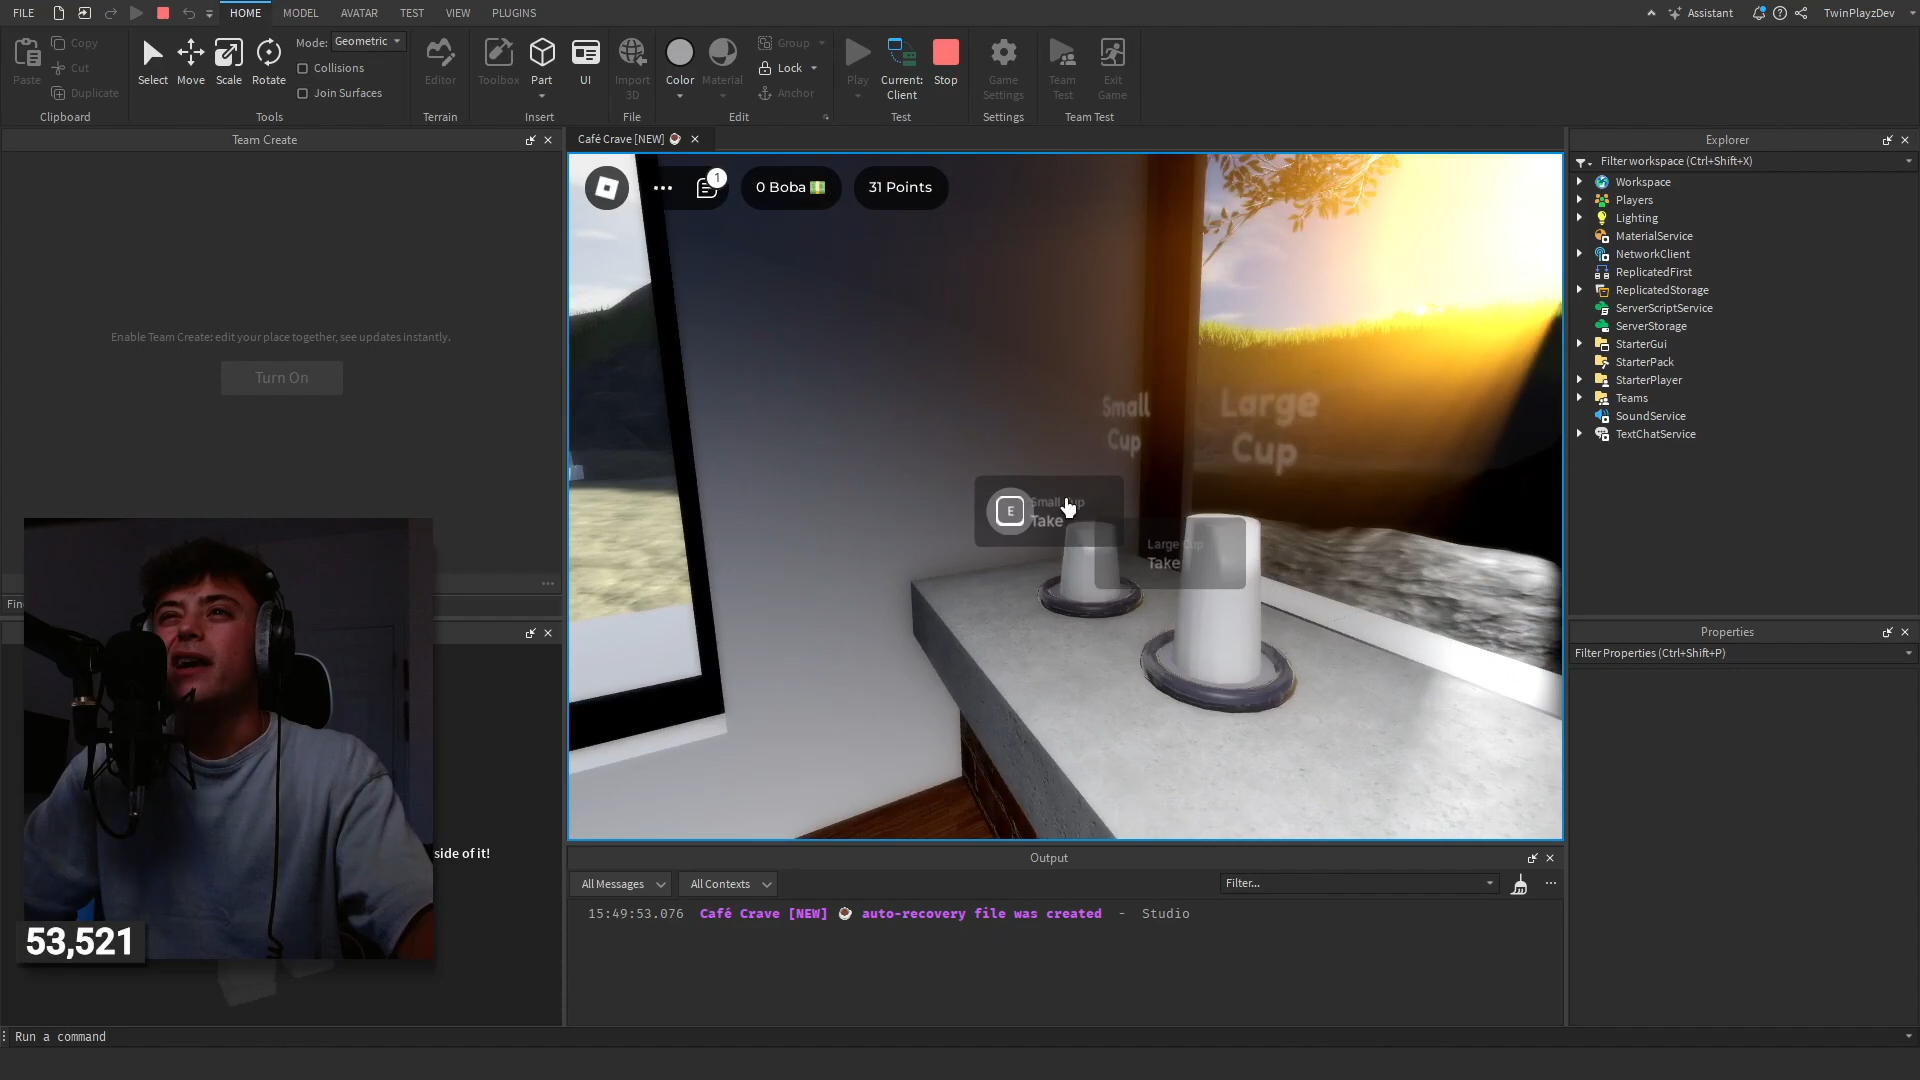 FILE
HOME
MODEL
AVATAR
TEST
VIEW
PLUGINS
Assistant
TwinPlayzDev
Paste
Copy
Cut
Duplicate
Clipboard
Select
Move
Scale
Rotate
Mode:
Geometric
Collisions
Join Surfaces
Tools
Editor
Terrain
Toolbox
Part
UI
Insert
Import
3D
File
Color
Material
Group
Lock
Anchor
Edit
Play
Current:
Client
Stop
Test
Game
Settings
Settings
Team
Test
Exit
Game
Team Test
Team Create
Enable Team Create: edit your place together, see updates instantly.
Turn On
side of it!
53,521
Café Crave [NEW]
1
0 Boba
31 Points
Small
Cup
Large
Cup
E
Small Cup
Take
Large Cup
Take
Output
All Messages
All Contexts
Filter...
15:49:53.076 Café Crave [NEW] auto-recovery file was created - Studio
Explorer
Filter workspace (Ctrl+Shift+X)
Workspace
Players
Lighting
MaterialService
NetworkClient
ReplicatedFirst
ReplicatedStorage
ServerScriptService
ServerStorage
StarterGui
StarterPack
StarterPlayer
Teams
SoundService
TextChatService
Properties
Filter Properties (Ctrl+Shift+P)
Run a command